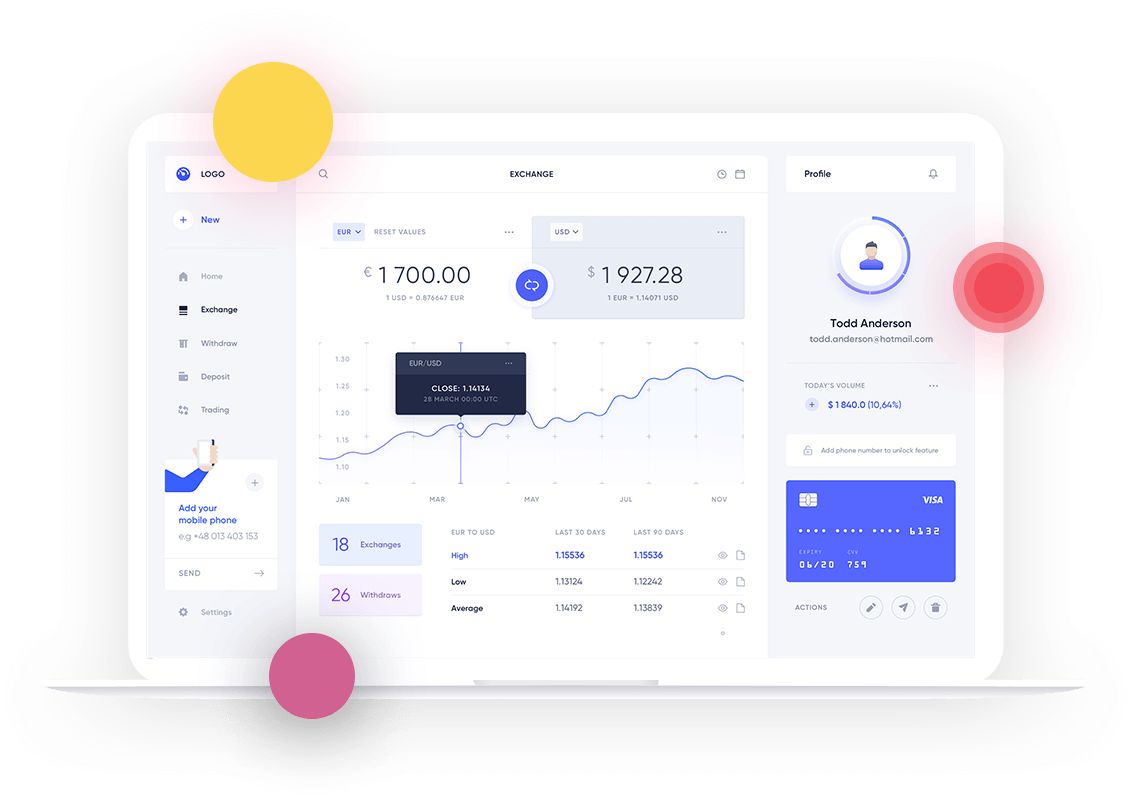 LOGO
New
Home
Exchange
Withdraw
Deposit
Trading
Add your
mobile phone
e.g +48 013 403 153
SEND
Settings
EXCHANGE
EUR RESET VALUES
€ 1 700.00
1 USD = 0.876647 EUR
USD
$ 1 927.28
1 EUR = 1.14071 USD
EUR/USD
CLOSE: 1.14134
28 MARCH 00:00 UTC
1.30
1.25
1.20
1.15
1.10
JAN MAR MAY JUL NOV
18 Exchanges
26 Withdraws
EUR TO USD LAST 30 DAYS LAST 90 DAYS
High 1.15536 1.15536
Low 1.13124 1.12242
Average 1.14192 1.13839
Profile
Todd Anderson
todd.anderson@hotmail.com
TODAY'S VOLUME
+ $ 1 840.0 (10,64%)
Add phone number to unlock feature
VISA
•••• •••• •••• 6132
EXPIRY CVV
06/20 759
ACTIONS